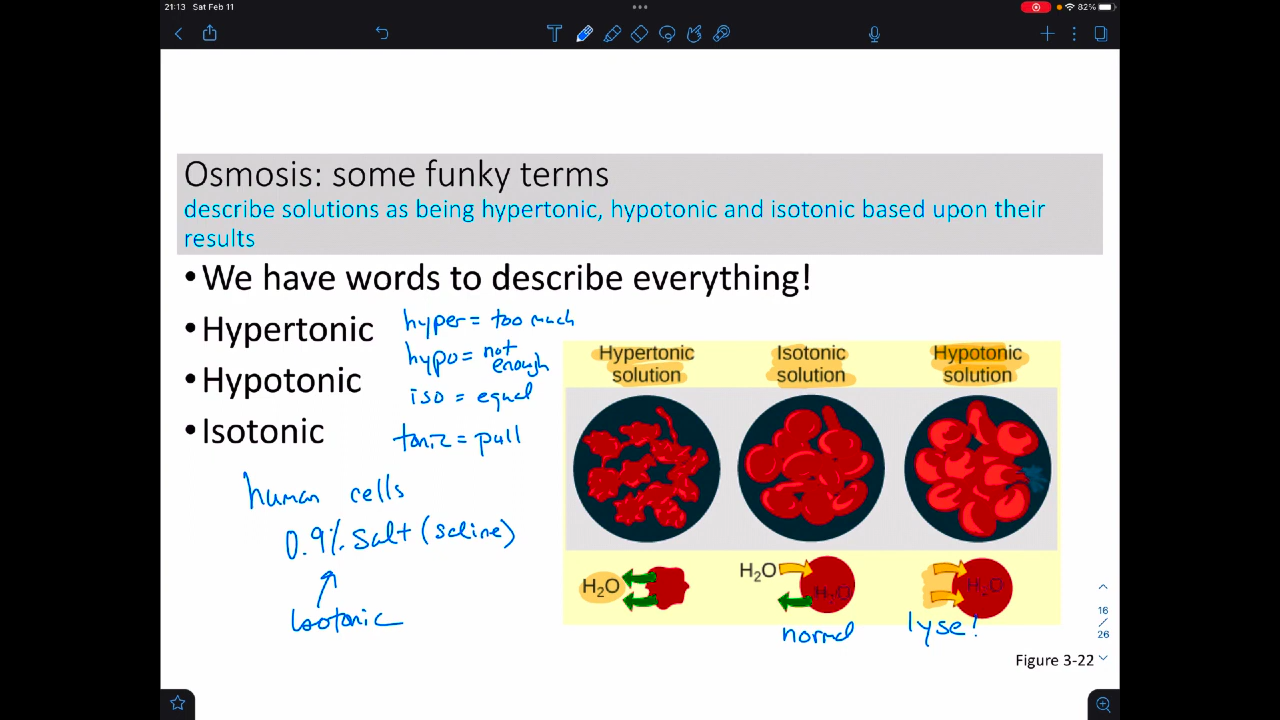 21:13 Sat Feb 11
82%
Osmosis: some funky terms
describe solutions as being hypertonic, hypotonic and isotonic based upon their
results
•We have words to describe everything!
•Hypertonic
•Hypotonic
•Isotonic
hyper = too much
hypo = not
enough
iso = equal
tonic = pull
human cells
0.9% salt (saline)
Isotonic
Hypertonic
solution
Isotonic
solution
Hypotonic
solution
H₂O
H₂O
H₂O
H₂O
normal
lyse!
16
/
26
Figure 3-22
T